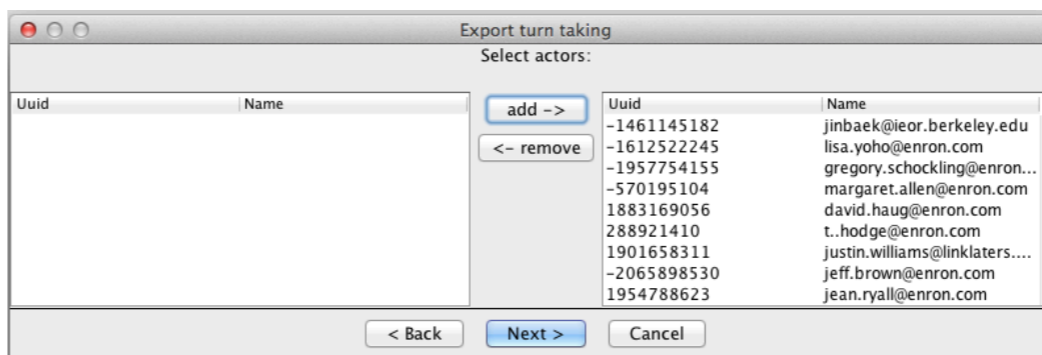 Export turn taking
Select actors:
Uuid Name
add ->
<- remove
Uuid Name
-1461145182 jinbaek@ieor.berkeley.edu
-1612522245 lisa.yoho@enron.com
-1957754155 gregory.schockling@enron...
-570195104 margaret.allen@enron.com
1883169056 david.haug@enron.com
288921410 t..hodge@enron.com
1901658311 justin.williams@linklaters....
-2065898530 jeff.brown@enron.com
1954788623 jean.ryall@enron.com
< Back Next > Cancel